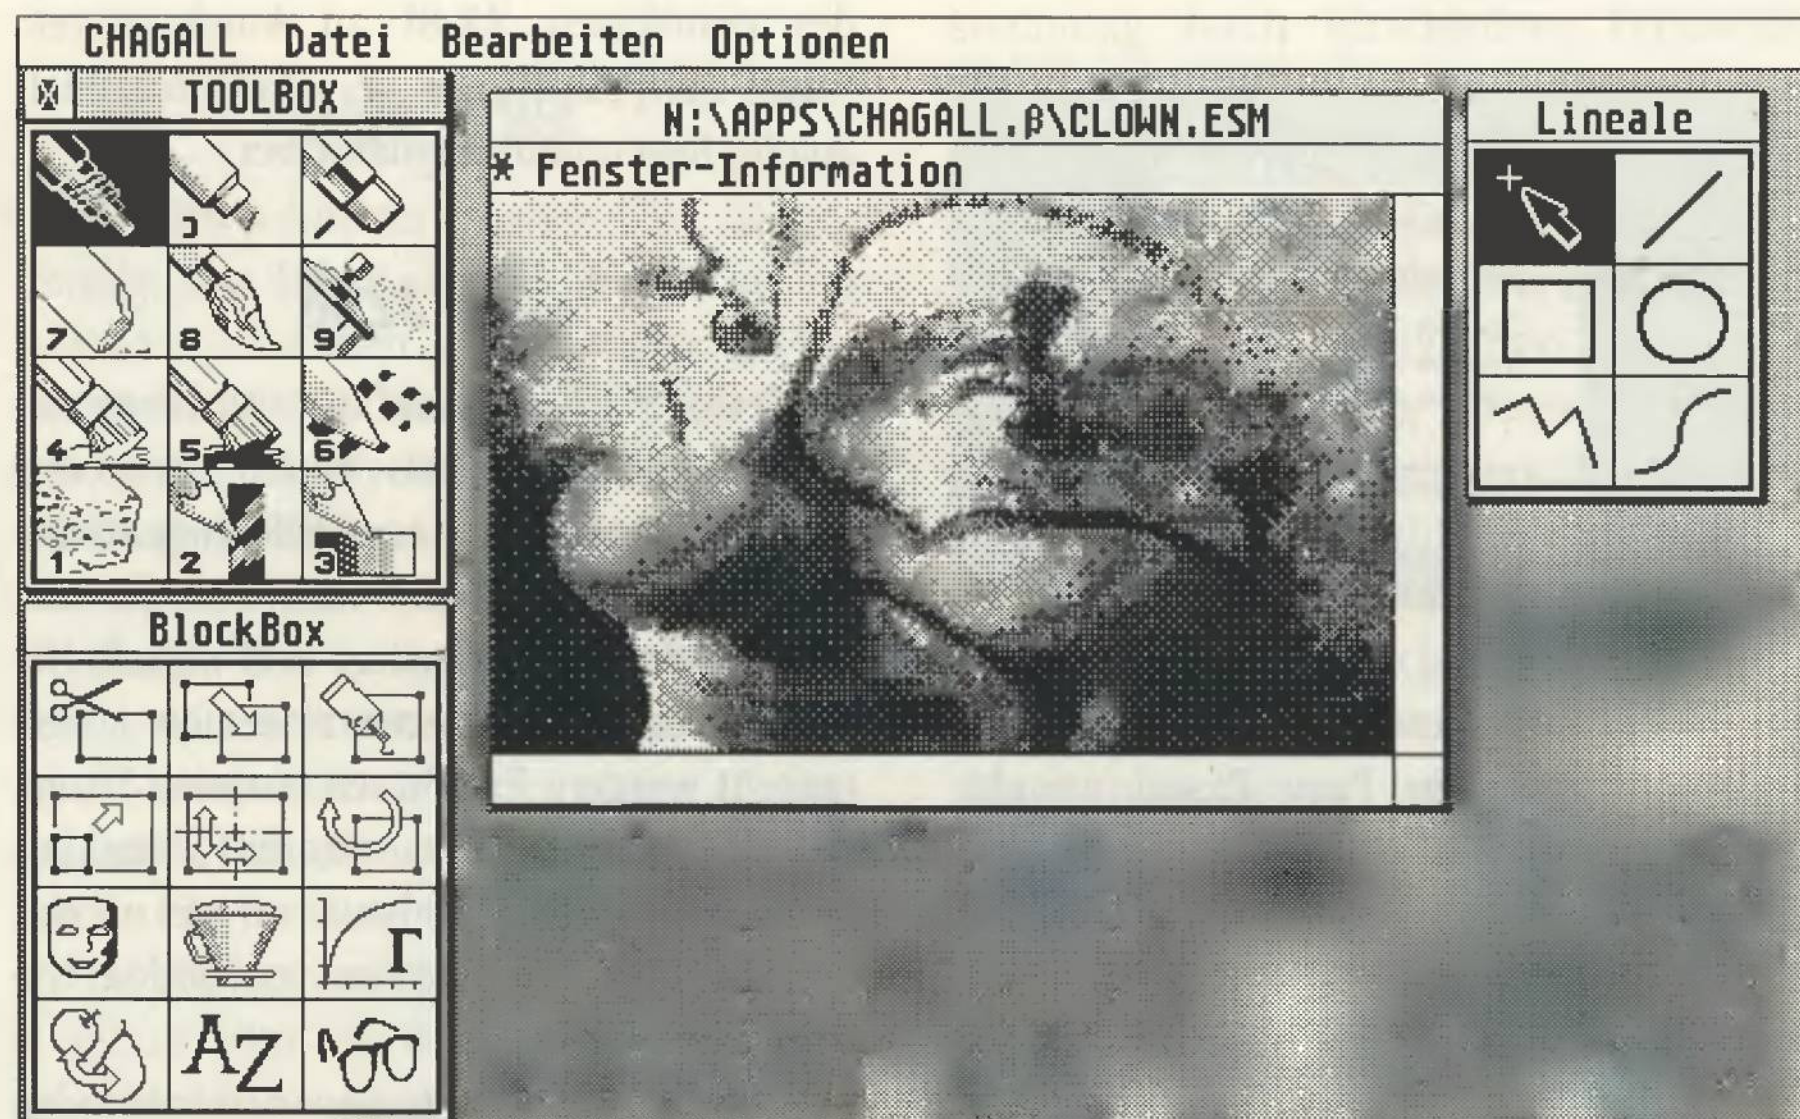 CHAGALL Datei Bearbeiten Optionen
TOOLBOX
7 8 9
4 5 6
1 2 3
BlockBox
Γ
AZ
N:\APPS\CHAGALL.β\CLOWN.ESM
* Fenster-Information
Lineale